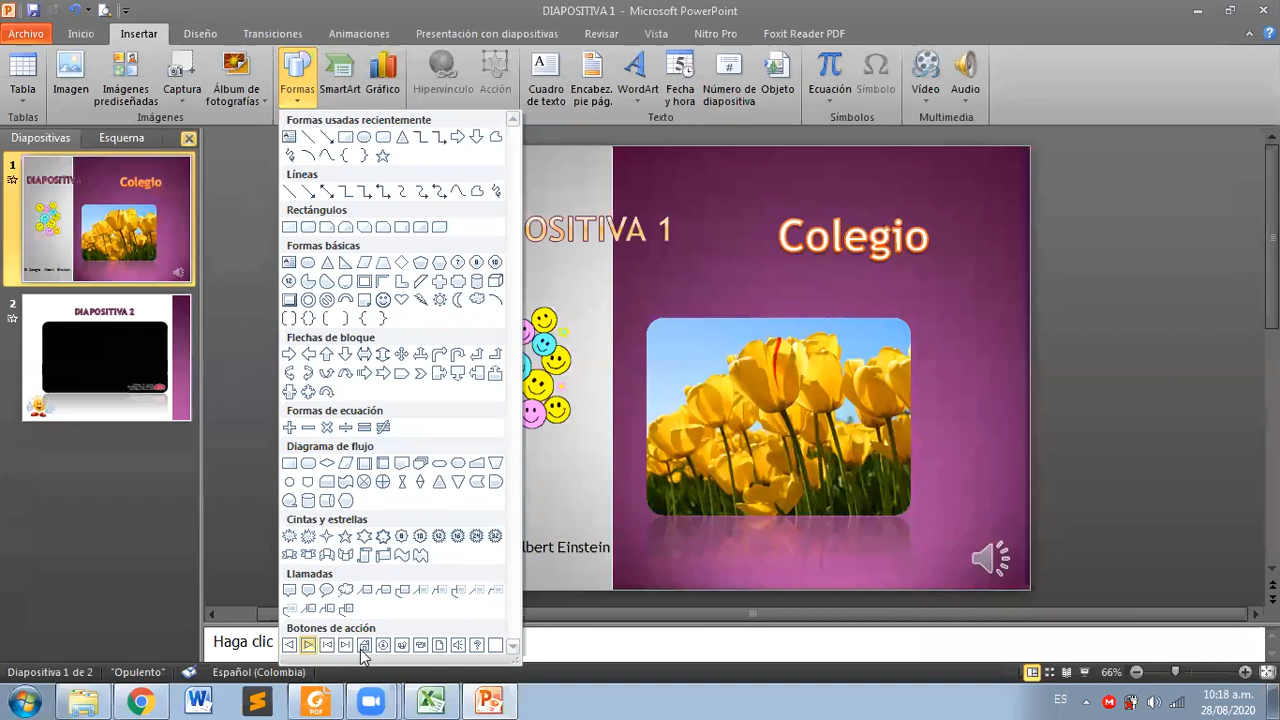 DIAPOSITIVA 1 - Microsoft PowerPoint
Archivo Inicio Insertar Diseño Transiciones Animaciones Presentación con diapositivas Revisar Vista Nitro Pro Foxit Reader PDF
Tabla Imagen Imágenes prediseñadas Captura Álbum de fotografías Formas SmartArt Gráfico Hipervínculo Acción Cuadro de texto Encabez. pie pág. WordArt Fecha y hora Número de diapositiva Objeto Ecuación Símbolo Vídeo Audio
Tablas Imágenes Texto Símbolos Multimedia
Diapositivas Esquema
1
DIAPOSITIVA
Colegio
2
DIAPOSITIVA 2
Formas usadas recientemente
Líneas
Rectángulos
Formas básicas
Flechas de bloque
Formas de ecuación
Diagrama de flujo
Cintas y estrellas
Llamadas
Botones de acción
OSITIVA 1
Colegio
lbert Einstein
Haga clic
Diapositiva 1 de 2 "Opulento" Español (Colombia) 66%
ES
10:18 a.m.
28/08/2020